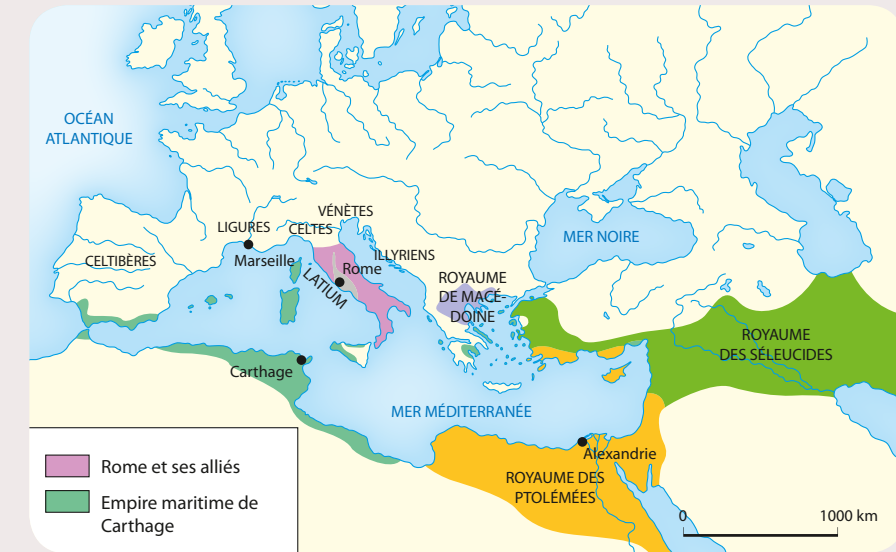 OCÉAN
ATLANTIQUE
VÉNÈTES
LIGURES
CELTES
MER NOIRE
CELTIBÈRES
Marseille
ILLYRIENS
Rome
LATIUM
ROYAUME
DE MACÉ-
DOINE
ROYAUME
DES SÉLEUCIDES
Carthage
MER MÉDITERRANÉE
Alexandrie
ROYAUME DES
PTOLÉMÉES
Rome et ses alliés
Empire maritime de
Carthage
0 1000 km